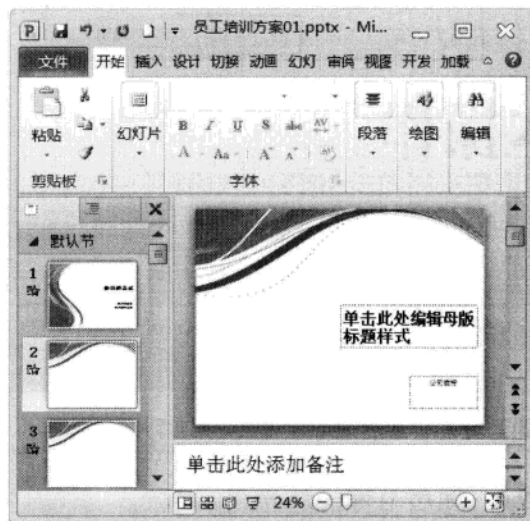 员工培训方案01.pptx - Mi...
文件 开始 插入 设计 切换 动画 幻灯 审阅 视图 开发 加载
粘贴 幻灯片 B I U S abe AV 段落 绘图 编辑
A Aa A A
剪贴板 字体
默认节
1
2
3
单击此处编辑母版
标题样式
单击此处添加备注
24%